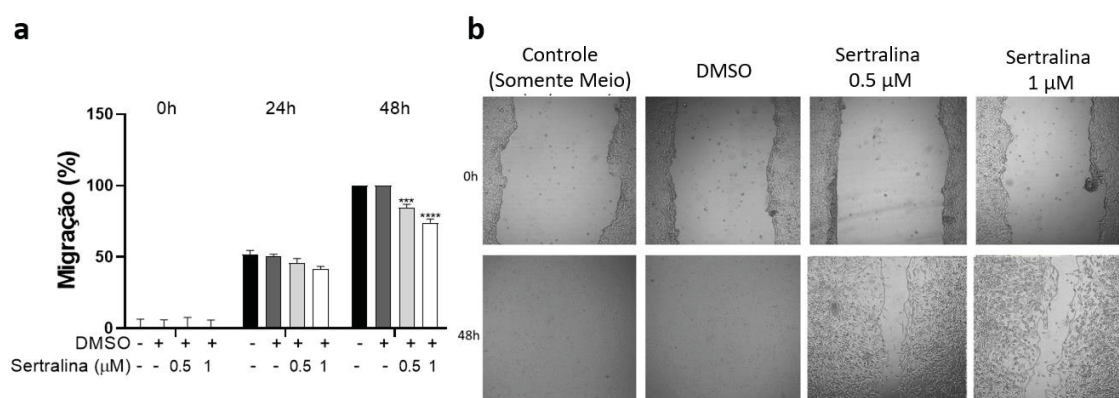 a
0h 24h 48h
150
100
50
0
Migração (%)
***
****
DMSO - + + + - + + + - + + +
Sertralina (μM) - - 0.5 1 - - 0.5 1 - - 0.5 1
b
Controle
(Somente Meio)
DMSO
Sertralina
0.5 μM
Sertralina
1 μM
0h
48h